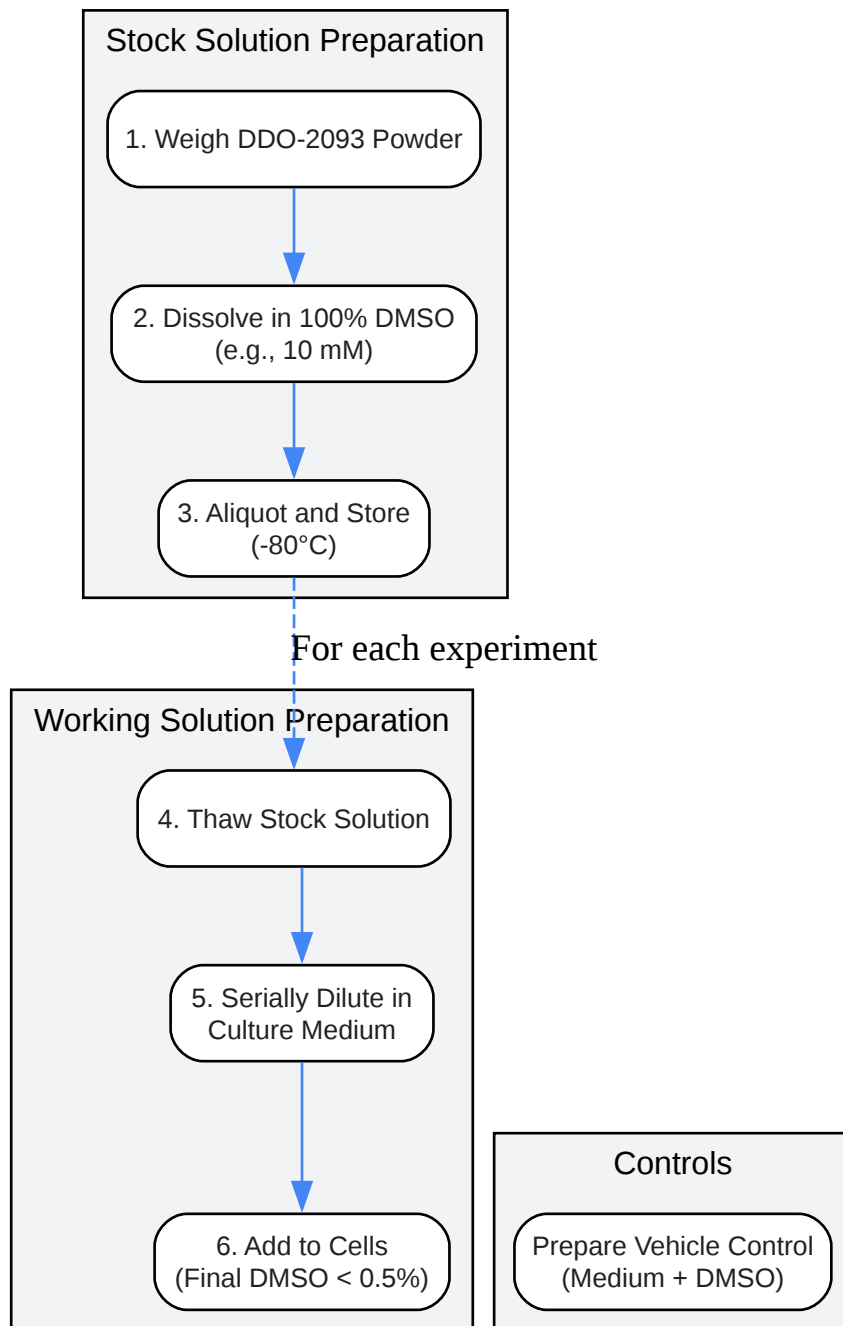 Stock Solution Preparation
1. Weigh DDO-2093 Powder
2. Dissolve in 100% DMSO
(e.g., 10 mM)
3. Aliquot and Store
(-80°C)
For each experiment
Working Solution Preparation
4. Thaw Stock Solution
5. Serially Dilute in
Culture Medium
6. Add to Cells
(Final DMSO < 0.5%)
Controls
Prepare Vehicle Control
(Medium + DMSO)